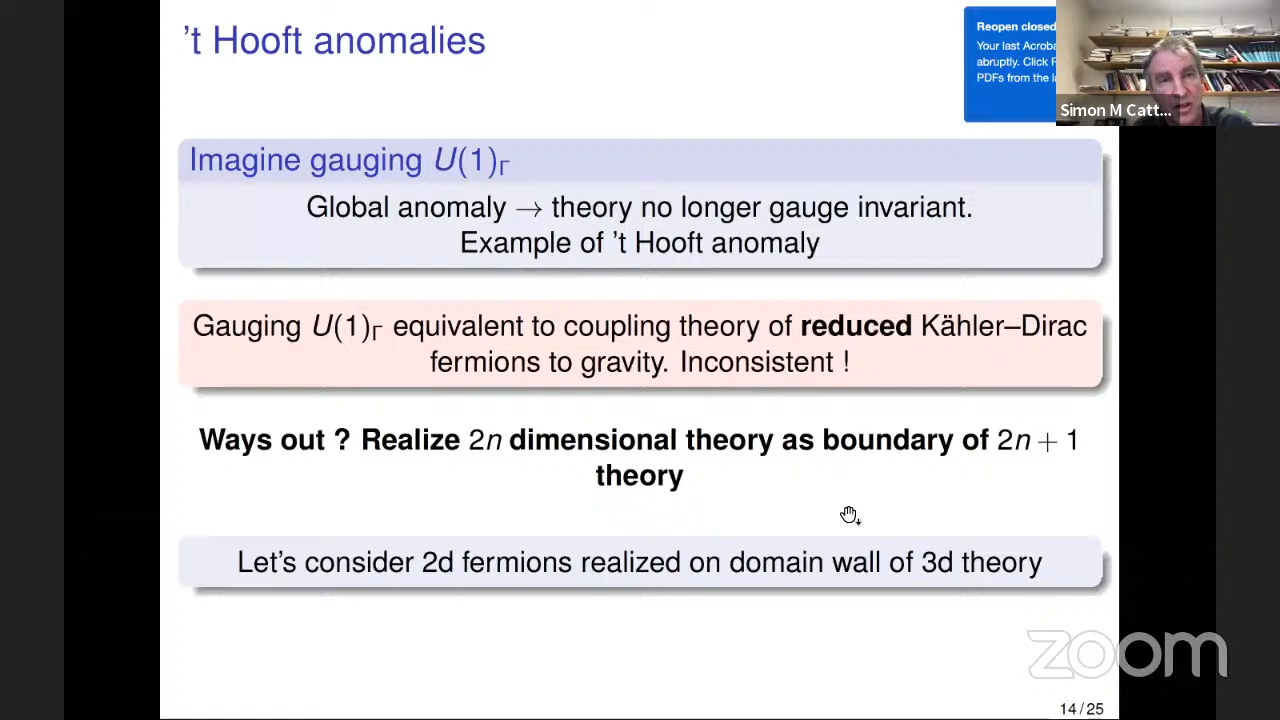 't Hooft anomalies
Reopen closed
Your last Acroba
abruptly. Click
PDFs from the la
Simon M Catt...
Imagine gauging U(1)Γ
Global anomaly → theory no longer gauge invariant.
Example of 't Hooft anomaly
Gauging U(1)Γ equivalent to coupling theory of reduced Kähler–Dirac
fermions to gravity. Inconsistent !
Ways out ? Realize 2n dimensional theory as boundary of 2n + 1
theory
Let's consider 2d fermions realized on domain wall of 3d theory
zoom
14 / 25